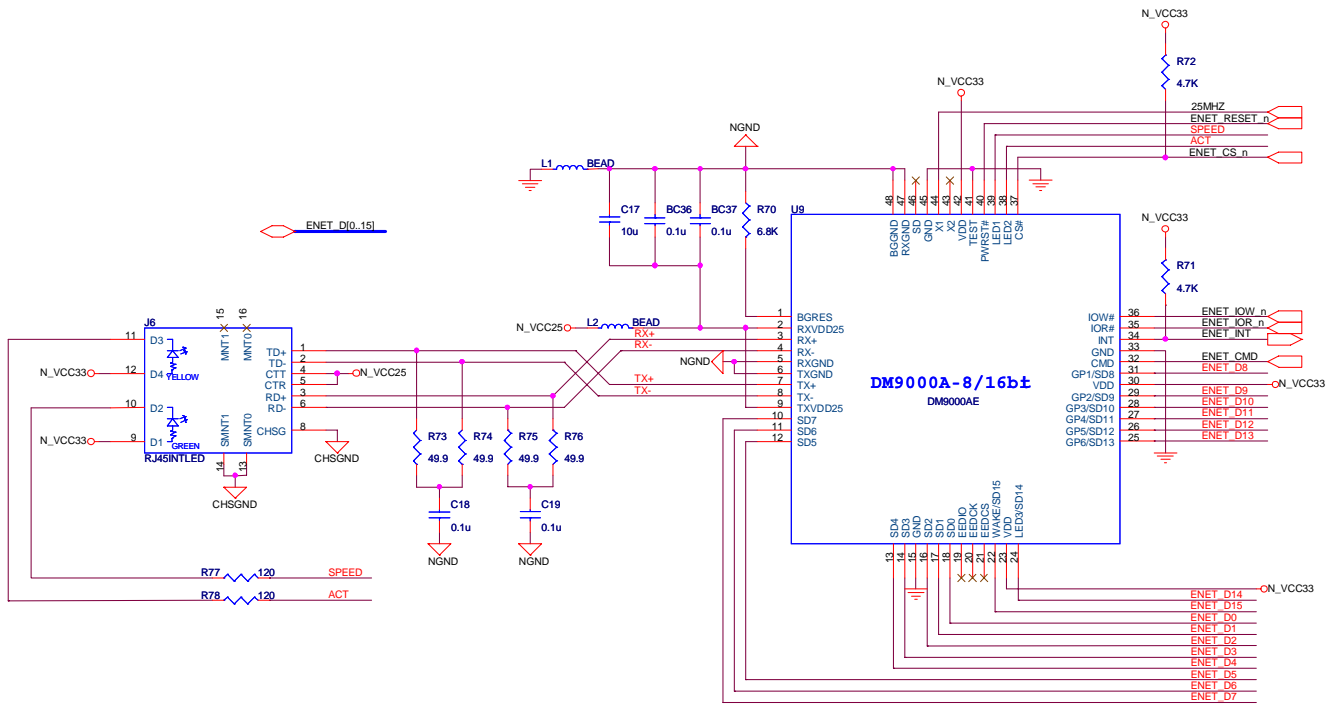 N_VCC33
R72
4.7K
N_VCC33
25MHZ
ENET_RESET_n
SPEED
ACT
ENET_CS_n
NGND
L1 BEAD
C17
10u
BC36
0.1u
BC37
0.1u
R70
6.8K
U9
48 47 46 45 44 43 42 41 40 39 38 37
BGGND RXGND SD GND X1 X2 VDD TEST PWRST# LED1 LED2 CS#
N_VCC33
R71
4.7K
ENET_D[0..15]
1 BGRES
2 RXVDD25
3 RX+
4 RX-
5 RXGND
6 TXGND
7 TX+
8 TX-
9 TXVDD25
10 SD7
11 SD6
12 SD5
IOW# 36 ENET_IOW_n
IOR# 35 ENET_IOR_n
INT 34 ENET_INT
GND 33
CMD 32 ENET_CMD
GP1/SD8 31 ENET_D8
VDD 30 N_VCC33
GP2/SD9 29 ENET_D9
GP3/SD10 28 ENET_D10
GP4/SD11 27 ENET_D11
GP5/SD12 26 ENET_D12
GP6/SD13 25 ENET_D13
DM9000A-8/16bit
DM9000AE
N_VCC25 L2 BEAD
RX+
RX-
NGND
TX+
TX-
J6
15 16
MNT1 MNT0
11 D3
N_VCC33 12 D4
YELLOW
10 D2
N_VCC33 9 D1
GREEN
RJ45INTLED
TD+ 1
TD- 2
CTT 4
CTR 5
RD+ 3
RD- 6
CHSG 8
N_VCC25
CHSGND
SMNT1 SMNT0
14 13
CHSGND
R73
49.9
R74
49.9
R75
49.9
R76
49.9
C18
0.1u
C19
0.1u
NGND
NGND
SD4 SD3 GND SD2 SD1 SD0 EEDIO EEDCK EEDCS WAKE/SD15 VDD LED3/SD14
13 14 15 16 17 18 19 20 21 22 23 24
R77 120 SPEED
R78 120 ACT
N_VCC33
ENET_D14
ENET_D15
ENET_D0
ENET_D1
ENET_D2
ENET_D3
ENET_D4
ENET_D5
ENET_D6
ENET_D7